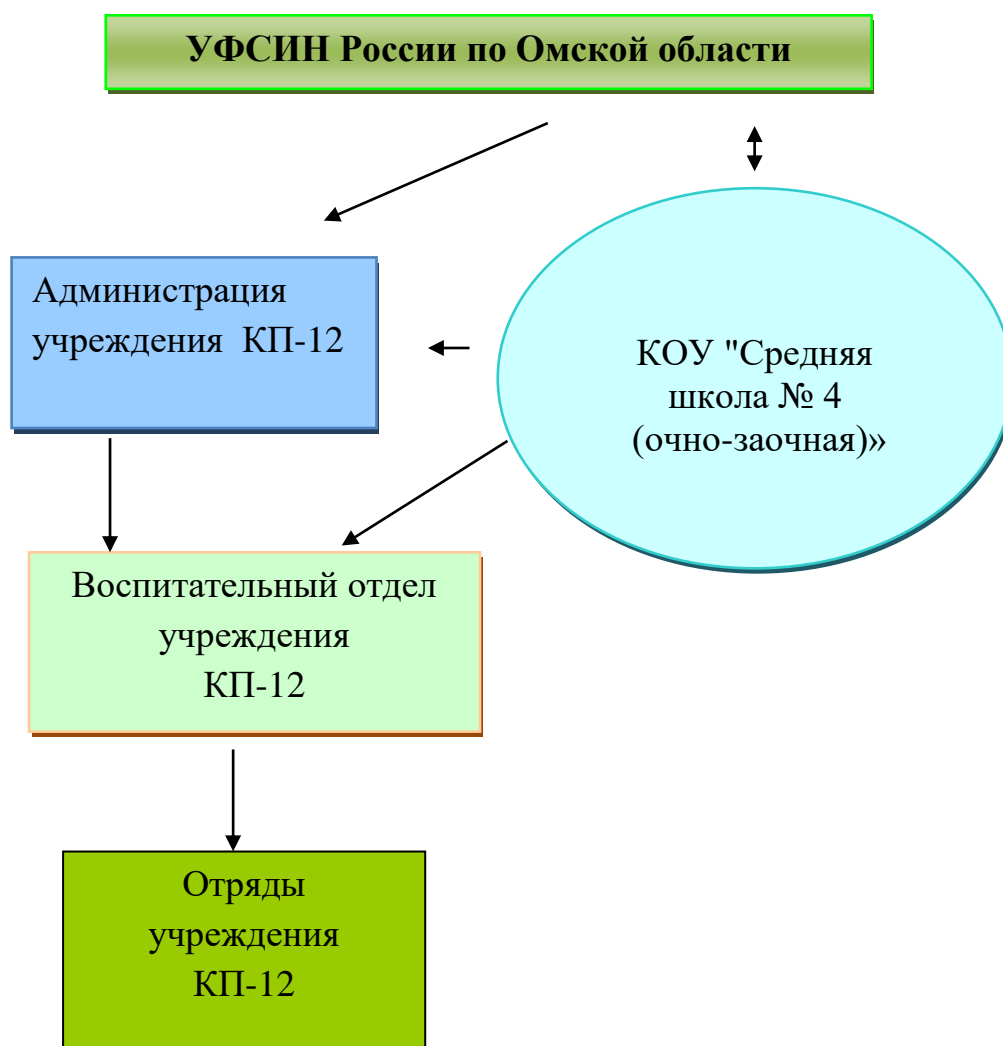 УФСИН России по Омской области
Администрация
учреждения КП-12
КОУ "Средняя
школа № 4
(очно-заочная)»
Воспитательный отдел
учреждения
КП-12
Отряды
учреждения
КП-12